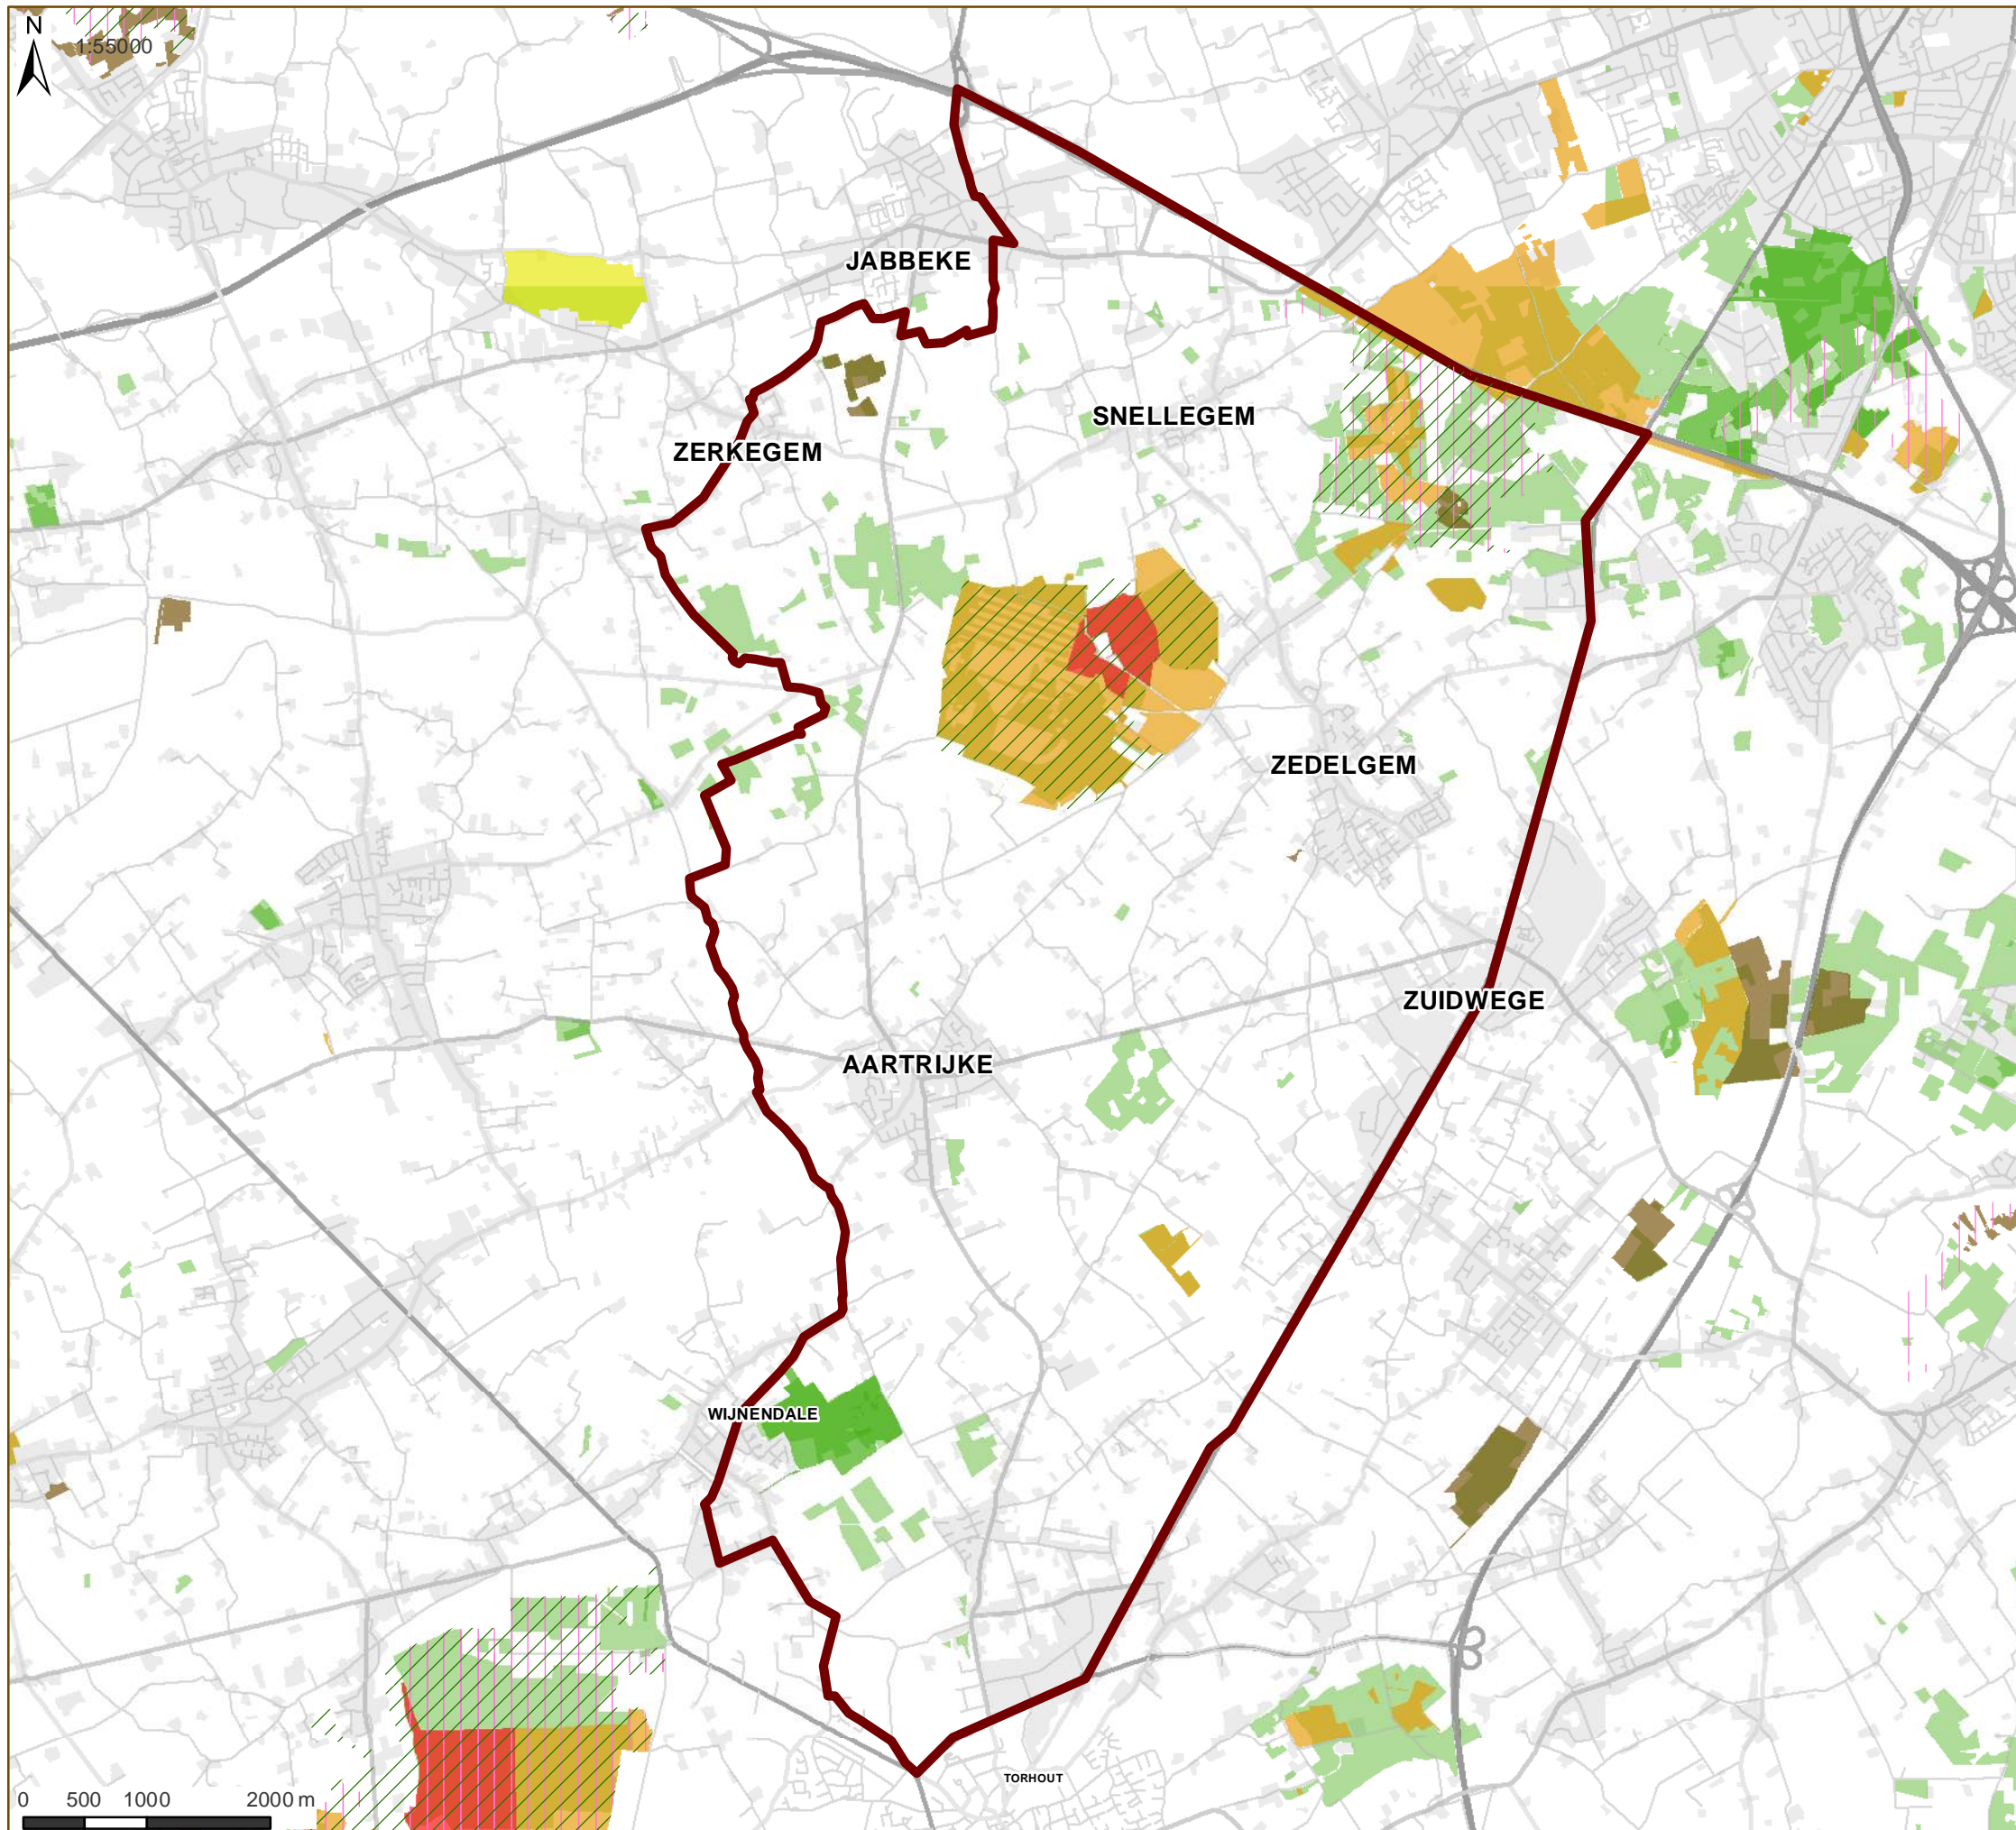 N
1:55000
JABBEKE
SNELLEGEM
ZERKEGEM
ZEDELGEM
ZUIDWEGE
AARTRIJKE
WIJNENDALE
TORHOUT
0 500 1000 2000 m